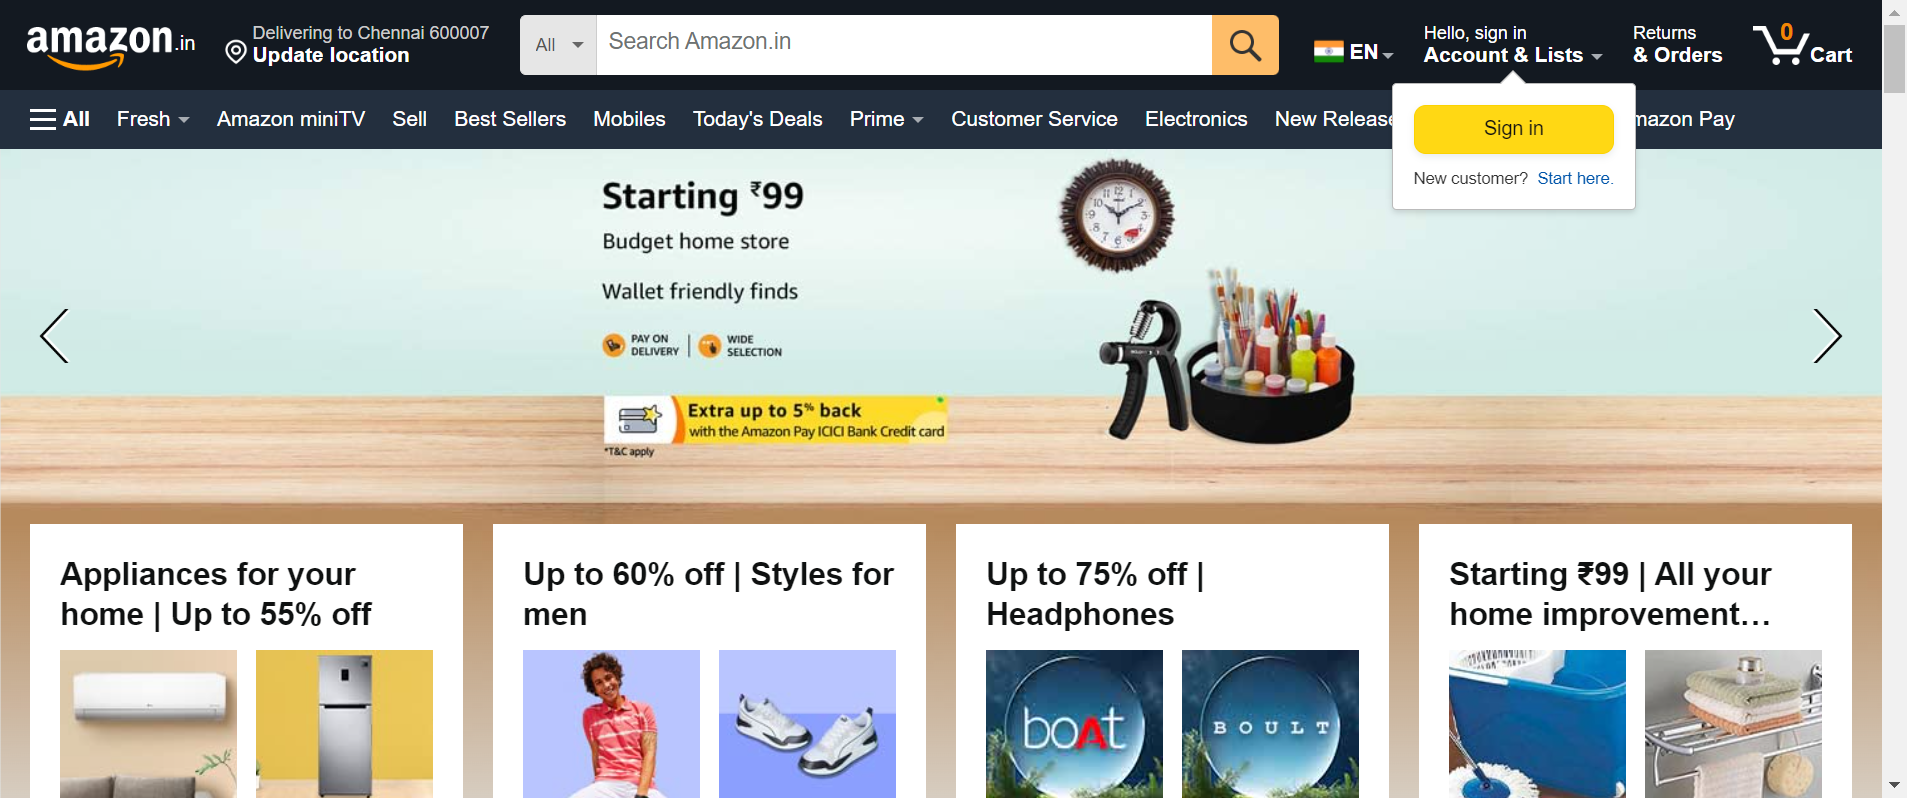 amazon.in
Delivering to Chennai 600007
Update location
All
Search Amazon.in
EN
Hello, sign in
Account & Lists
Returns
& Orders
0
Cart
All
Fresh
Amazon miniTV
Sell
Best Sellers
Mobiles
Today's Deals
Prime
Customer Service
Electronics
New Release
mazon Pay
Sign in
New customer? Start here.
Starting ₹99
Budget home store
Wallet friendly finds
PAY ON
DELIVERY
WIDE
SELECTION
Extra up to 5% back
with the Amazon Pay ICICI Bank Credit card
*T&C apply
Appliances for your
home | Up to 55% off
Up to 60% off | Styles for
men
Up to 75% off |
Headphones
Starting ₹99 | All your
home improvement…
boAt
BOULT